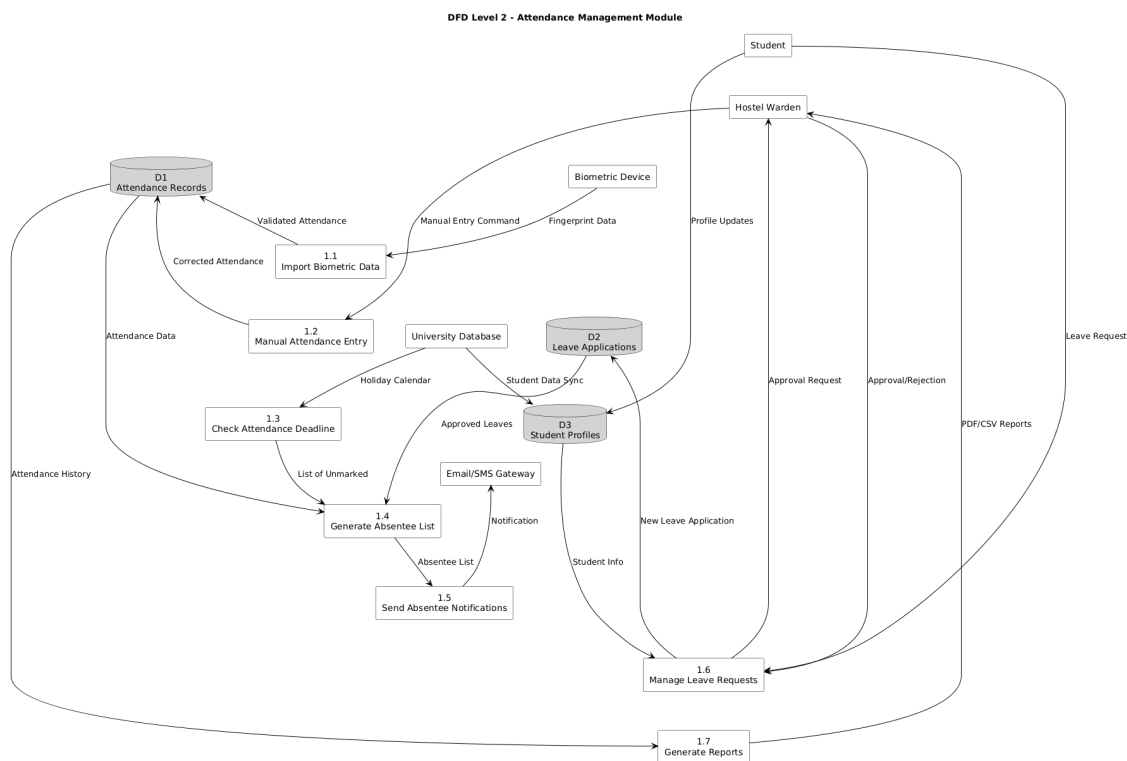 DFD Level 2 - Attendance Management Module
Student
Hostel Warden
D1
Attendance Records
Biometric Device
Validated Attendance
Manual Entry Command
Fingerprint Data
Profile Updates
1.1
Import Biometric Data
Corrected Attendance
1.2
Manual Attendance Entry
University Database
D2
Leave Applications
Attendance Data
Leave Request
Holiday Calendar
Student Data Sync
Approval Request
Approval/Rejection
1.3
Check Attendance Deadline
Approved Leaves
D3
Student Profiles
PDF/CSV Reports
Attendance History
List of Unmarked
Email/SMS Gateway
1.4
Generate Absentee List
Notification
New Leave Application
Absentee List
Student Info
1.5
Send Absentee Notifications
1.6
Manage Leave Requests
1.7
Generate Reports